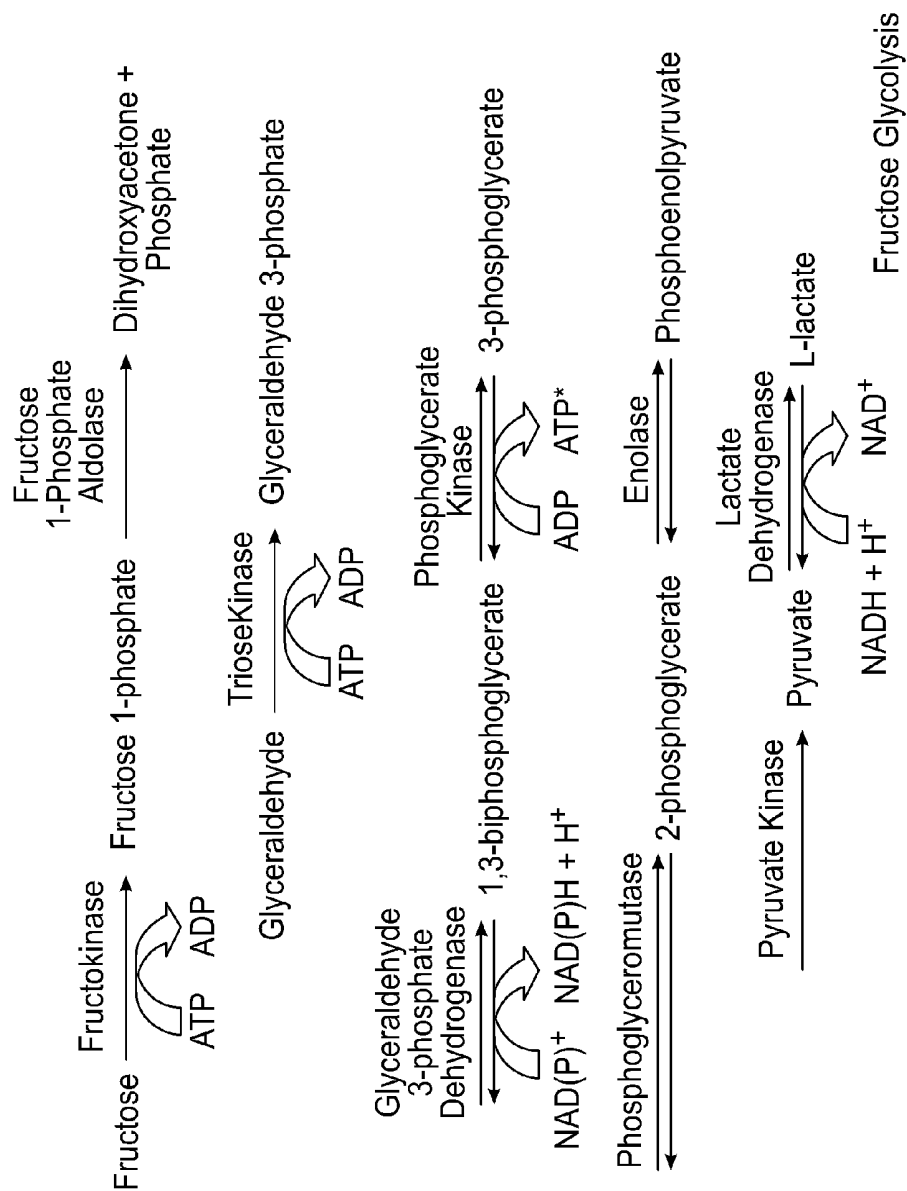 Fructose
Fructokinase
ATP ADP
Fructose 1-phosphate
Fructose
1-Phosphate
Aldolase
Dihydroxyacetone +
Phosphate
Glyceraldehyde
TrioseKinase
ATP ADP
Glyceraldehyde 3-phosphate
Glyceraldehyde
3-phosphate
Dehydrogenase
NAD(P)⁺ NAD(P)H + H⁺
1,3-biphosphoglycerate
Phosphoglycerate
Kinase
ADP ATP*
3-phosphoglycerate
Phosphoglyceromutase
2-phosphoglycerate
Enolase
Phosphoenolpyruvate
Pyruvate Kinase
Pyruvate
Lactate
Dehydrogenase
NADH + H⁺ NAD⁺
L-lactate
Fructose Glycolysis